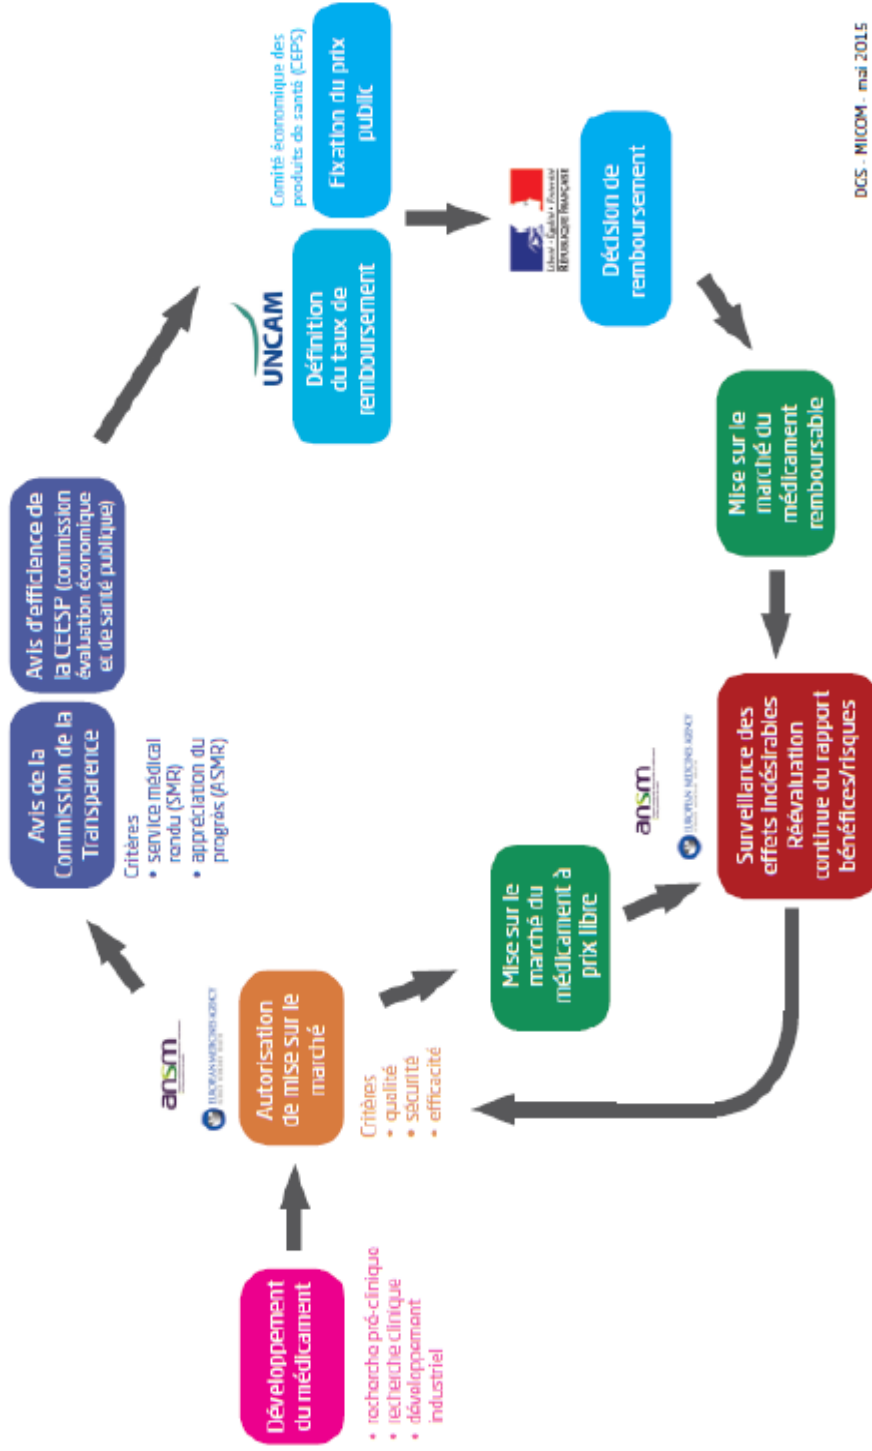 Développement
du médicament
• recherche pré-clinique
• recherche clinique
• développement
industriel
ansm
EUROPEAN MEDICINES AGENCY
Autorisation
de mise sur le
marché
Critères
• qualité
• sécurité
• efficacité
Avis de la
Commission de la
Transparence
Critères
• service médical
rendu (SMR)
• appréciation du
progrès (ASMR)
Avis d'efficience de
la CEESP (commission
évaluation économique
et de santé publique)
UNCAM
Définition
du taux de
remboursement
Comité économique des
produits de santé (CEPS)
Fixation du prix
public
Liberté • Égalité • Fraternité
RÉPUBLIQUE FRANÇAISE
Décision de
remboursement
Mise sur le
marché du
médicament
remboursable
Mise sur le
marché du
médicament à
prix libre
ansm
EUROPEAN MEDICINES AGENCY
Surveillance des
effets indésirables
Réévaluation
continue du rapport
bénéfices/risques
DGS - MICOM - mai 2015